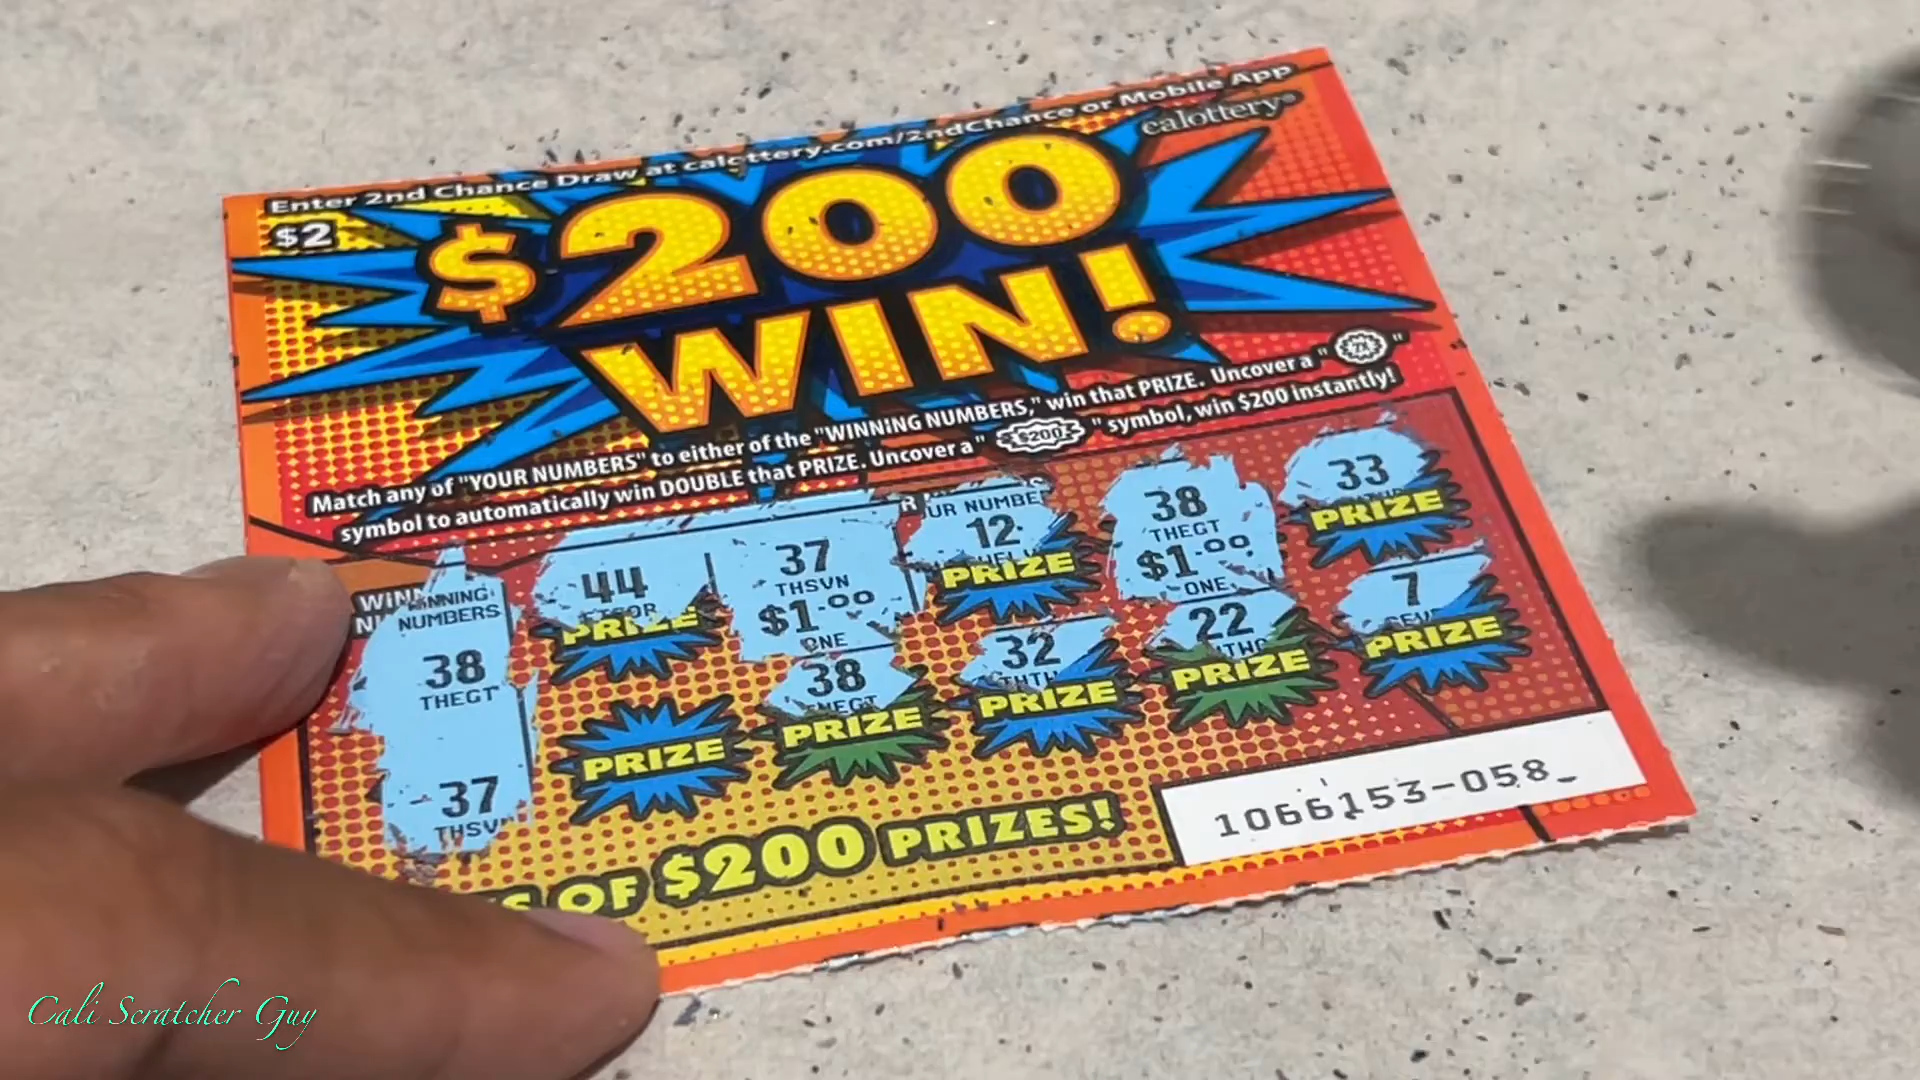 Enter 2nd Chance Draw at calottery.com/2ndChance or Mobile App
calottery®
$2
$200
WIN!
Match any of "YOUR NUMBERS" to either of the "WINNING NUMBERS," win that PRIZE. Uncover a " 2X "
symbol to automatically win DOUBLE that PRIZE. Uncover a " $200 " symbol, win $200 instantly!
WINNING
NUMBERS
38
THEGT
37
THSVN
UR NUMBE
44
PRIZE
37
THSVN
$1.00
ONE
12
PRIZE
38
THEGT
$1.00
ONE
33
PRIZE
PRIZE
38
PRIZE
32
PRIZE
22
PRIZE
7
PRIZE
OF $200 PRIZES!
1066153-058
Cali Scratcher Guy